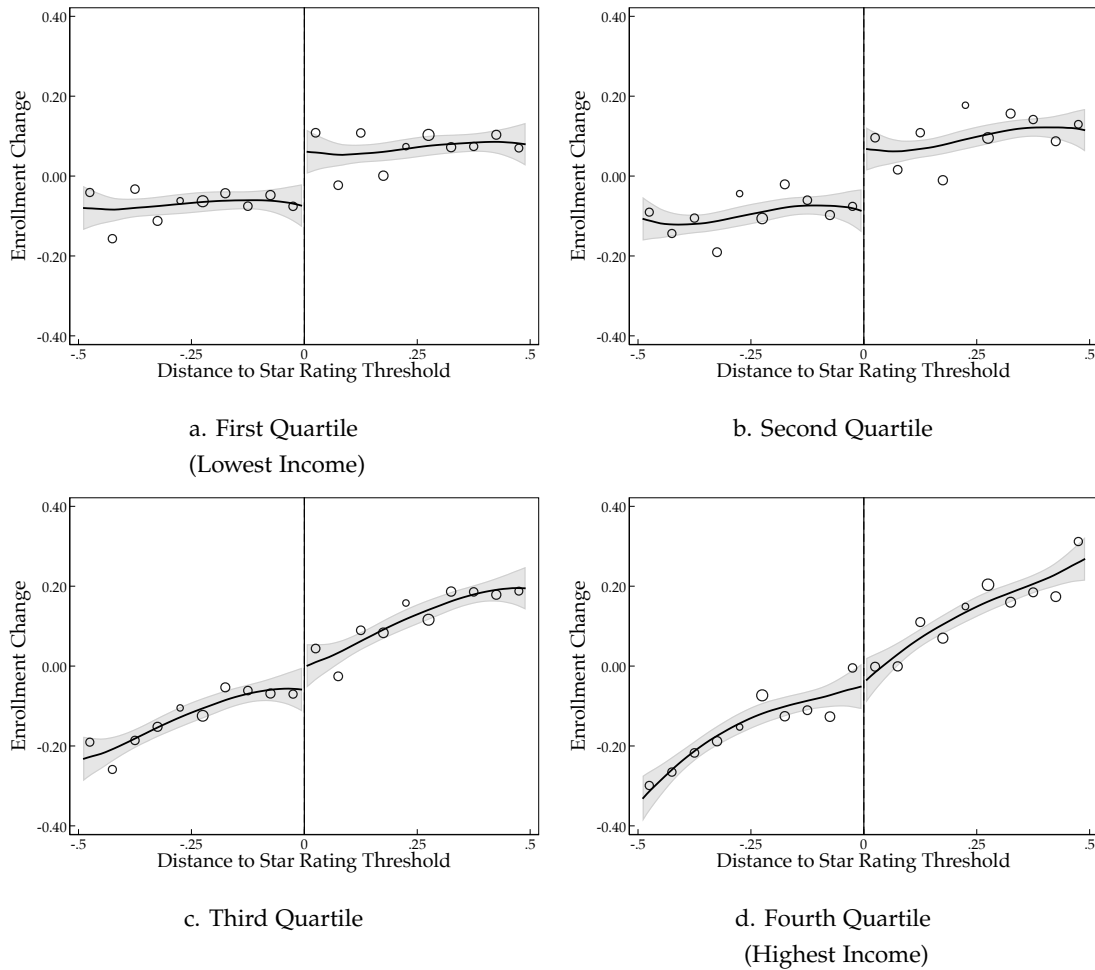 0.40
0.20
0.00
-0.20
-0.40
Enrollment Change
-.5 -.25 0 .25 .5
Distance to Star Rating Threshold
a. First Quartile
(Lowest Income)
0.40
0.20
0.00
-0.20
-0.40
Enrollment Change
-.5 -.25 0 .25 .5
Distance to Star Rating Threshold
b. Second Quartile
0.40
0.20
0.00
-0.20
-0.40
Enrollment Change
-.5 -.25 0 .25 .5
Distance to Star Rating Threshold
c. Third Quartile
0.40
0.20
0.00
-0.20
-0.40
Enrollment Change
-.5 -.25 0 .25 .5
Distance to Star Rating Threshold
d. Fourth Quartile
(Highest Income)